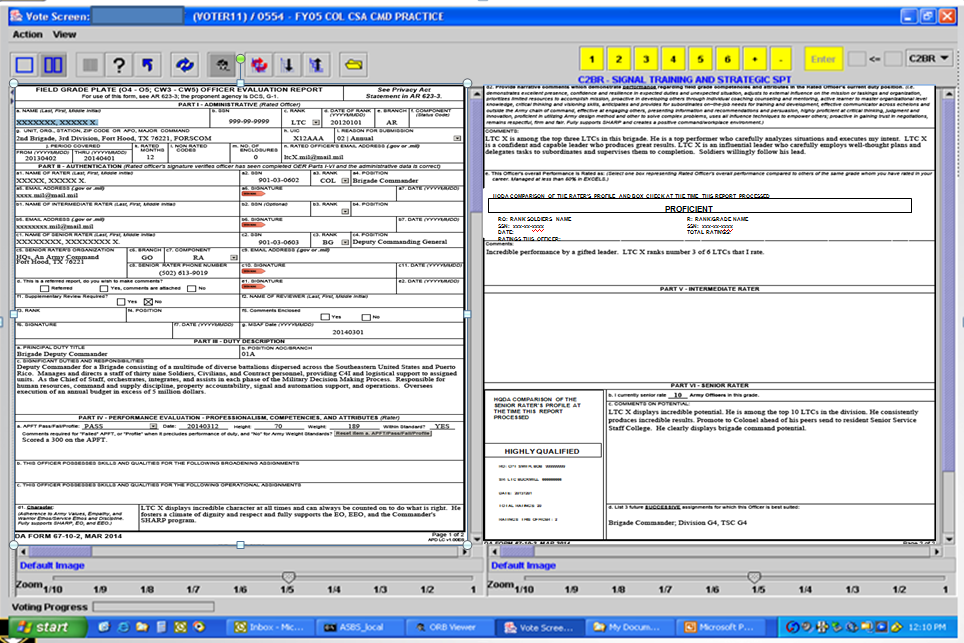 Vote Screen:
(VOTER11) / 0554 - FY05 COL CSA CMD PRACTICE
Action View
1 2 3 4 5 6 + - Enter <= C2BR
C2BR - SIGNAL TRAINING AND STRATEGIC SPT
FIELD GRADE PLATE (O4 - O5; CW3 - CW5) OFFICER EVALUATION REPORT
For use of this form, see AR 623-3; the proponent agency is DCS, G-1.
See Privacy Act
Statement in AR 623-3.
PART I - ADMINISTRATIVE (Rated Officer)
a. NAME (Last, First, Middle Initial)
XXXXXXXX, XXXXXX X.
b. SSN
999-99-9999
c. RANK
LTC
d. DATE OF RANK (YYYYMMDD)
20120101
e. BRANCH
AR
f. COMPONENT
(Status Code)
g. UNIT, ORG., STATION, ZIP CODE OR APO, MAJOR COMMAND
2nd Brigade, 3rd Division, Fort Hood, TX 76221, FORSCOM
h. UIC
X12AAA
i. REASON FOR SUBMISSION
02 | Annual
j. PERIOD COVERED
FROM (YYYYMMDD)
20130402
THRU (YYYYMMDD)
20140401
k. RATED
MONTHS
12
l. NON RATED
CODES
m. NO. OF
ENCLOSURES
0
n. RATED OFFICER'S EMAIL ADDRESS (.gov or .mil)
ltcX.mil@mail.mil
PART II - AUTHENTICATION (Rated officer's signature verifies officer has seen completed OER Parts I-VI and the administrative data is correct)
a1. NAME OF RATER (Last, First, Middle Initial)
XXXXX, XXXXX X.
a2. SSN
901-03-0602
a3. RANK
COL
a4. POSITION
Brigade Commander
a5. EMAIL ADDRESS (.gov or .mil)
xxxx.mil@mail.mil
a6. SIGNATURE
a7. DATE (YYYYMMDD)
b1. NAME OF INTERMEDIATE RATER (Last, First, Middle Initial)
b2. SSN (Optional)
b3. RANK
b4. POSITION
b5. EMAIL ADDRESS (.gov or .mil)
xxxxxxxx.mil@mail.mil
b6. SIGNATURE
b7. DATE (YYYYMMDD)
c1. NAME OF SENIOR RATER (Last, First, Middle Initial)
XXXXXXXXX, XXXXXXXX X.
c2. SSN
901-03-0603
c3. RANK
BG
c4. POSITION
Deputy Commanding General
c5. SENIOR RATER'S ORGANIZATION
HQs, An Army Command
Fort Hood, TX 76221
c6. BRANCH
GO
c7. COMPONENT
RA
c9. EMAIL ADDRESS (.gov or .mil)
c8. SENIOR RATER PHONE NUMBER
(502) 613-9019
c10. SIGNATURE
c11. DATE (YYYYMMDD)
d. This is a referred report, do you wish to make comments?
Referred Yes, comments are attached No
e1. SIGNATURE
e2. DATE (YYYYMMDD)
f1. Supplementary Review Required? Yes No
f2. NAME OF REVIEWER (Last, First, Middle Initial)
f3. RANK
f4. POSITION
f5. Comments Enclosed
Yes No
f6. SIGNATURE
f7. DATE (YYYYMMDD)
g. MSAF Date (YYYYMMDD)
20140301
PART III - DUTY DESCRIPTION
a. PRINCIPAL DUTY TITLE
Brigade Deputy Commander
b. POSITION AOC/BRANCH
01A
c. SIGNIFICANT DUTIES AND RESPONSIBILITIES
Deputy Commander for a Brigade consisting of a multitude of diverse battalions dispersed across the Southeastern United States and Puerto
Rico. Manages and directs a staff of thirty nine Soldiers, Civilians, and Contract personnel, providing C4I and logistical support to assigned
units. As the Chief of Staff, orchestrates, integrates, and assists in each phase of the Military Decision Making Process. Responsible for
human resources, command and supply discipline, property accountability, signal and automation support, and operations. Oversees
execution of an annual budget in excess of 5 million dollars.
PART IV - PERFORMANCE EVALUATION - PROFESSIONALISM, COMPETENCIES, AND ATTRIBUTES (Rater)
a. APFT Pass/Fail/Profile: PASS Date: 20140312 Height: 70 Weight: 189 Within Standard? YES
Comments required for "Failed" APFT, or "Profile" when it precludes performance of duty, and "No" for Army Weight Standards? Reset Item a. APFT/Pass/Fail/Profile
Scored a 300 on the APFT.
b. THIS OFFICER POSSESSES SKILLS AND QUALITIES FOR THE FOLLOWING BROADENING ASSIGNMENTS
c. THIS OFFICER POSSESSES SKILLS AND QUALITIES FOR THE FOLLOWING OPERATIONAL ASSIGNMENTS
d1. Character:
(Adherence to Army Values, Empathy, and
Warrior Ethos/Service Ethos and Discipline.
Fully supports SHARP, EO, and EEO.)
LTC X displays incredible character at all times and can always be counted on to do what is right. He
fosters a climate of dignity and respect and fully supports the EO, EEO, and the Commander's
SHARP program.
DA FORM 67-10-2, MAR 2014
Page 1 of 2
COMMENTS:
LTC X is among the top three LTCs in this brigade. He is a top performer who carefully analyzes situations and executes my intent. LTC X
is a confident and capable leader who produces great results. LTC X is an influential leader who carefully employs well-thought plans and
delegates tasks to subordinates and supervises them to completion. Soldiers willingly follow his lead.
e. This Officer's overall Performance is Rated as: (Select one box representing Rated Officer's overall performance compared to others of the same grade whom you have rated in your
career. Managed at less than 50% in EXCELS.)
HQDA COMPARISON OF THE RATER'S PROFILE AND BOX CHECK AT THE TIME THIS REPORT PROCESSED
PROFICIENT
RO: RANK SOLDIERS NAME
SSN: xxx-xx-xxxx
DATE:
RATINGS THIS OFFICER:
R: RANK/GRADE NAME
SSN: xxx-xx-xxxx
TOTAL RATINGS:
Comments:
Incredible performance by a gifted leader. LTC X ranks number 3 of 6 LTCs that I rate.
PART V - INTERMEDIATE RATER
PART VI - SENIOR RATER
HQDA COMPARISON OF THE
SENIOR RATER'S PROFILE AT
THE TIME THIS REPORT
PROCESSED
HIGHLY QUALIFIED
b. I currently senior rate 10 Army Officers in this grade.
c. COMMENTS ON POTENTIAL:
LTC X displays incredible potential. He is among the top 10 LTCs in the division. He consistently
produces incredible results. Promote to Colonel ahead of peers send to resident Senior Service
Staff College. He clearly displays brigade command potential.
d. List 3 future SUCCESSIVE assignments for which this Officer is best suited:
Brigade Commander; Division G4, TSC G4
Default Image
Zoom 1/10 1/9 1/8 1/7 1/6 1/5 1/4 1/3 1/2 1
Default Image
Zoom 1/10 1/9 1/8 1/7 1/6 1/5 1/4 1/3 1/2 1
Voting Progress
start
Inbox - Mic...
ASBS_local
ORB Viewer
Vote Scree...
My Docum...
Microsoft P...
12:10 PM